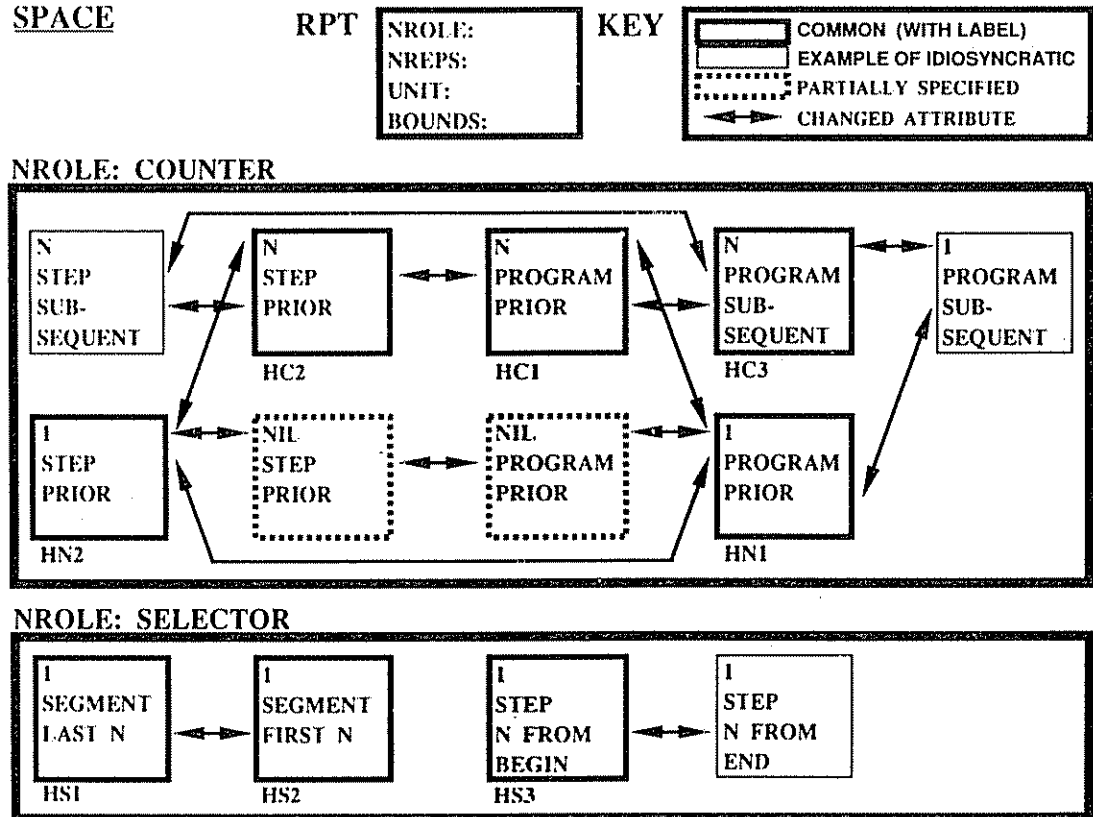 SPACE
RPT
NROLE:
NREPS:
UNIT:
BOUNDS:
KEY
COMMON (WITH LABEL)
EXAMPLE OF IDIOSYNCRATIC
PARTIALLY SPECIFIED
CHANGED ATTRIBUTE
NROLE: COUNTER
N
STEP
SUB-
SEQUENT
N
STEP
PRIOR
HC2
N
PROGRAM
PRIOR
HC1
N
PROGRAM
SUB-
SEQUENT
HC3
1
PROGRAM
SUB-
SEQUENT
1
STEP
PRIOR
HN2
NIL
STEP
PRIOR
NIL
PROGRAM
PRIOR
1
PROGRAM
PRIOR
HN1
NROLE: SELECTOR
1
SEGMENT
LAST N
HS1
1
SEGMENT
FIRST N
HS2
1
STEP
N FROM
BEGIN
HS3
1
STEP
N FROM
END